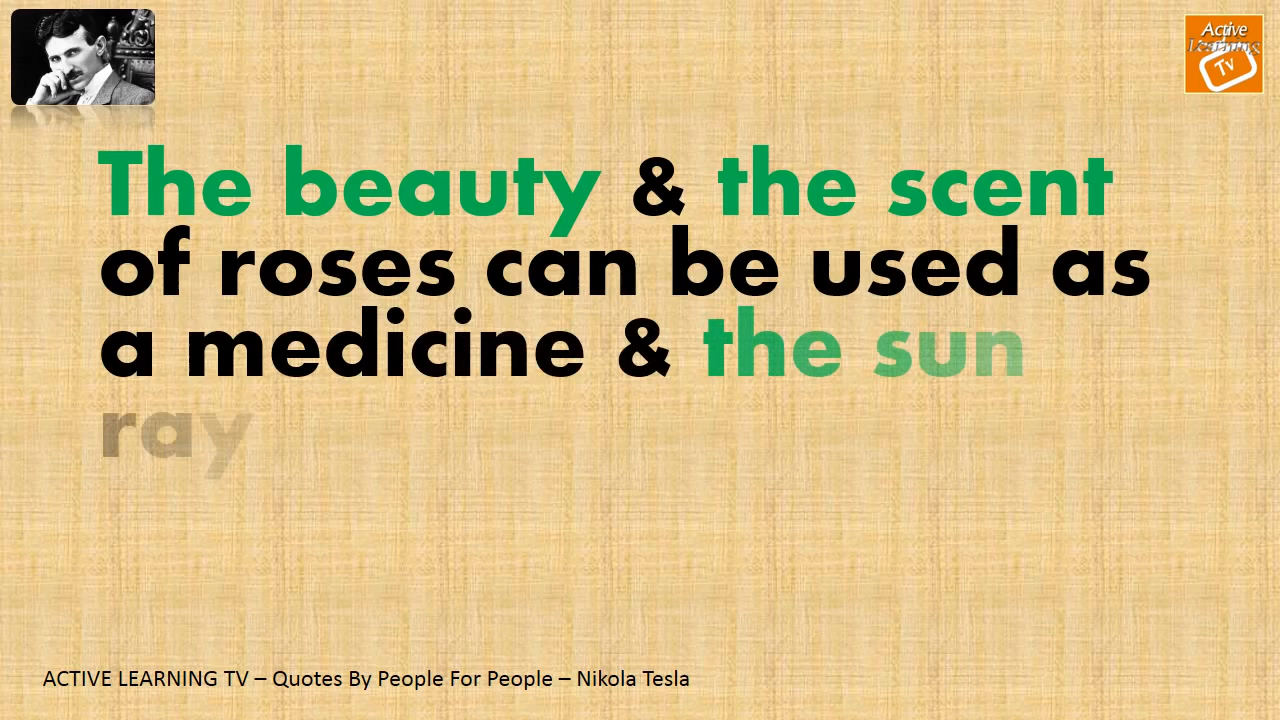 Active
Learning
Tv
The beauty & the scent
of roses can be used as
a medicine & the sun
ray
ACTIVE LEARNING TV – Quotes By People For People – Nikola Tesla